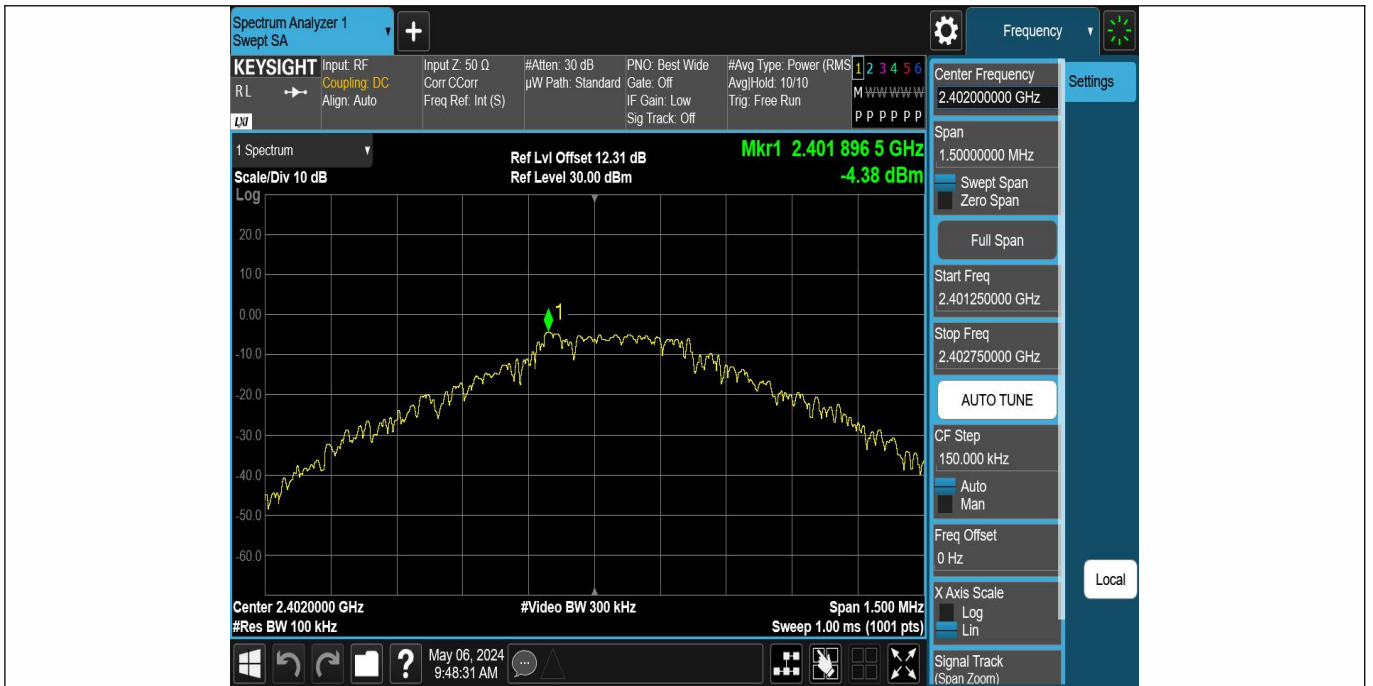 Spectrum Analyzer 1
Swept SA
+
Frequency
KEYSIGHT
RL
LXI
Input: RF
Coupling: DC
Align: Auto
Input Z: 50 Ω
Corr CCorr
Freq Ref: Int (S)
#Atten: 30 dB
µW Path: Standard
PNO: Best Wide
Gate: Off
IF Gain: Low
Sig Track: Off
#Avg Type: Power (RMS
Avg|Hold: 10/10
Trig: Free Run
1 2 3 4 5 6
M W W W W W
P P P P P P
1 Spectrum
Scale/Div 10 dB
Log
Ref Lvl Offset 12.31 dB
Ref Level 30.00 dBm
Mkr1 2.401 896 5 GHz
-4.38 dBm
20.0
10.0
0.00
-10.0
-20.0
-30.0
-40.0
-50.0
-60.0
1
Center 2.4020000 GHz
#Res BW 100 kHz
#Video BW 300 kHz
Span 1.500 MHz
Sweep 1.00 ms (1001 pts)
Center Frequency
2.402000000 GHz
Settings
Span
1.50000000 MHz
Swept Span
Zero Span
Full Span
Start Freq
2.401250000 GHz
Stop Freq
2.402750000 GHz
AUTO TUNE
CF Step
150.000 kHz
Auto
Man
Freq Offset
0 Hz
Local
X Axis Scale
Log
Lin
Signal Track
(Span Zoom)
?
May 06, 2024
9:48:31 AM